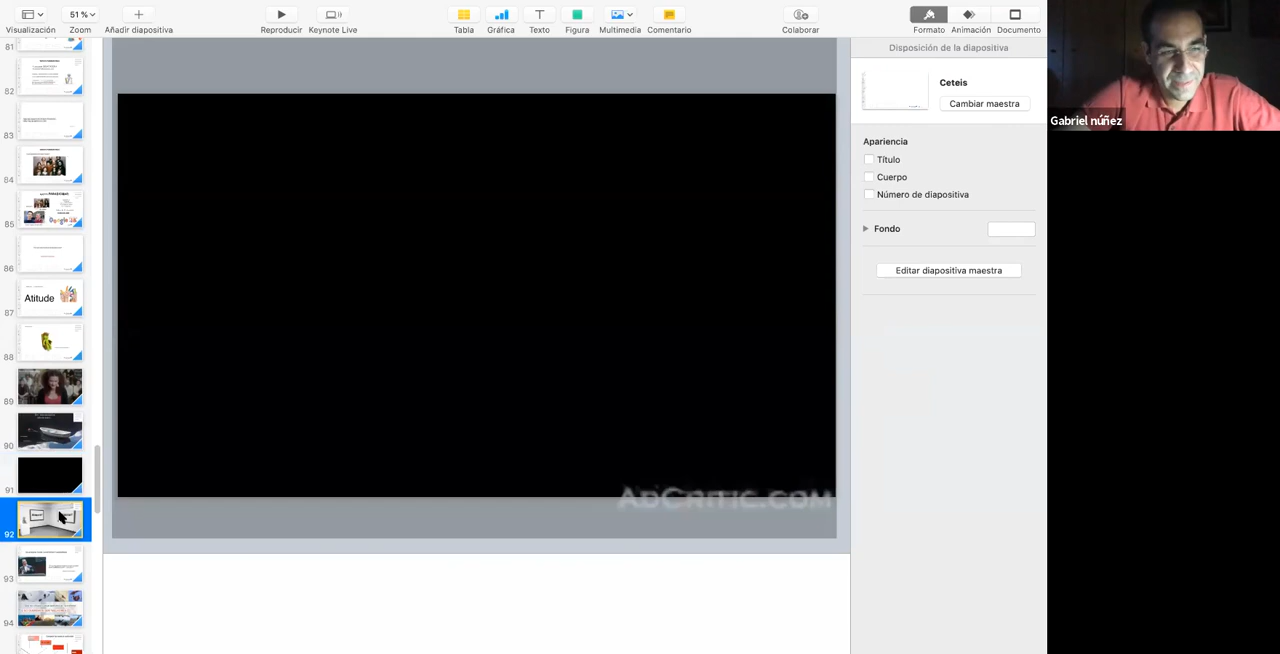 51 %
Visualización
Zoom
Añadir diapositiva
Reproducir
Keynote Live
Tabla
Gráfica
Texto
Figura
Multimedia
Comentario
Colaborar
Formato
Animación
Documento
Disposición de la diapositiva
Ceteis
Cambiar maestra
Apariencia
Título
Cuerpo
Número de diapositiva
Fondo
Editar diapositiva maestra
Gabriel núñez
81
82
83
84
85
86
87
Atitude
88
89
90
91
92
93
94
AdCritic.com